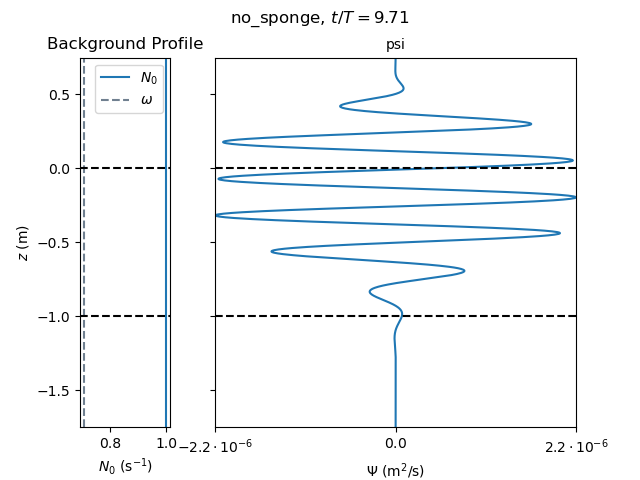 no_sponge, t/T = 9.71
Background Profile
psi
N₀
ω
0.5
0.0
−0.5
−1.0
−1.5
z (m)
0.8
1.0
−2.2 · 10⁻⁶
0.0
2.2 · 10⁻⁶
N₀ (s⁻¹)
Ψ (m²/s)